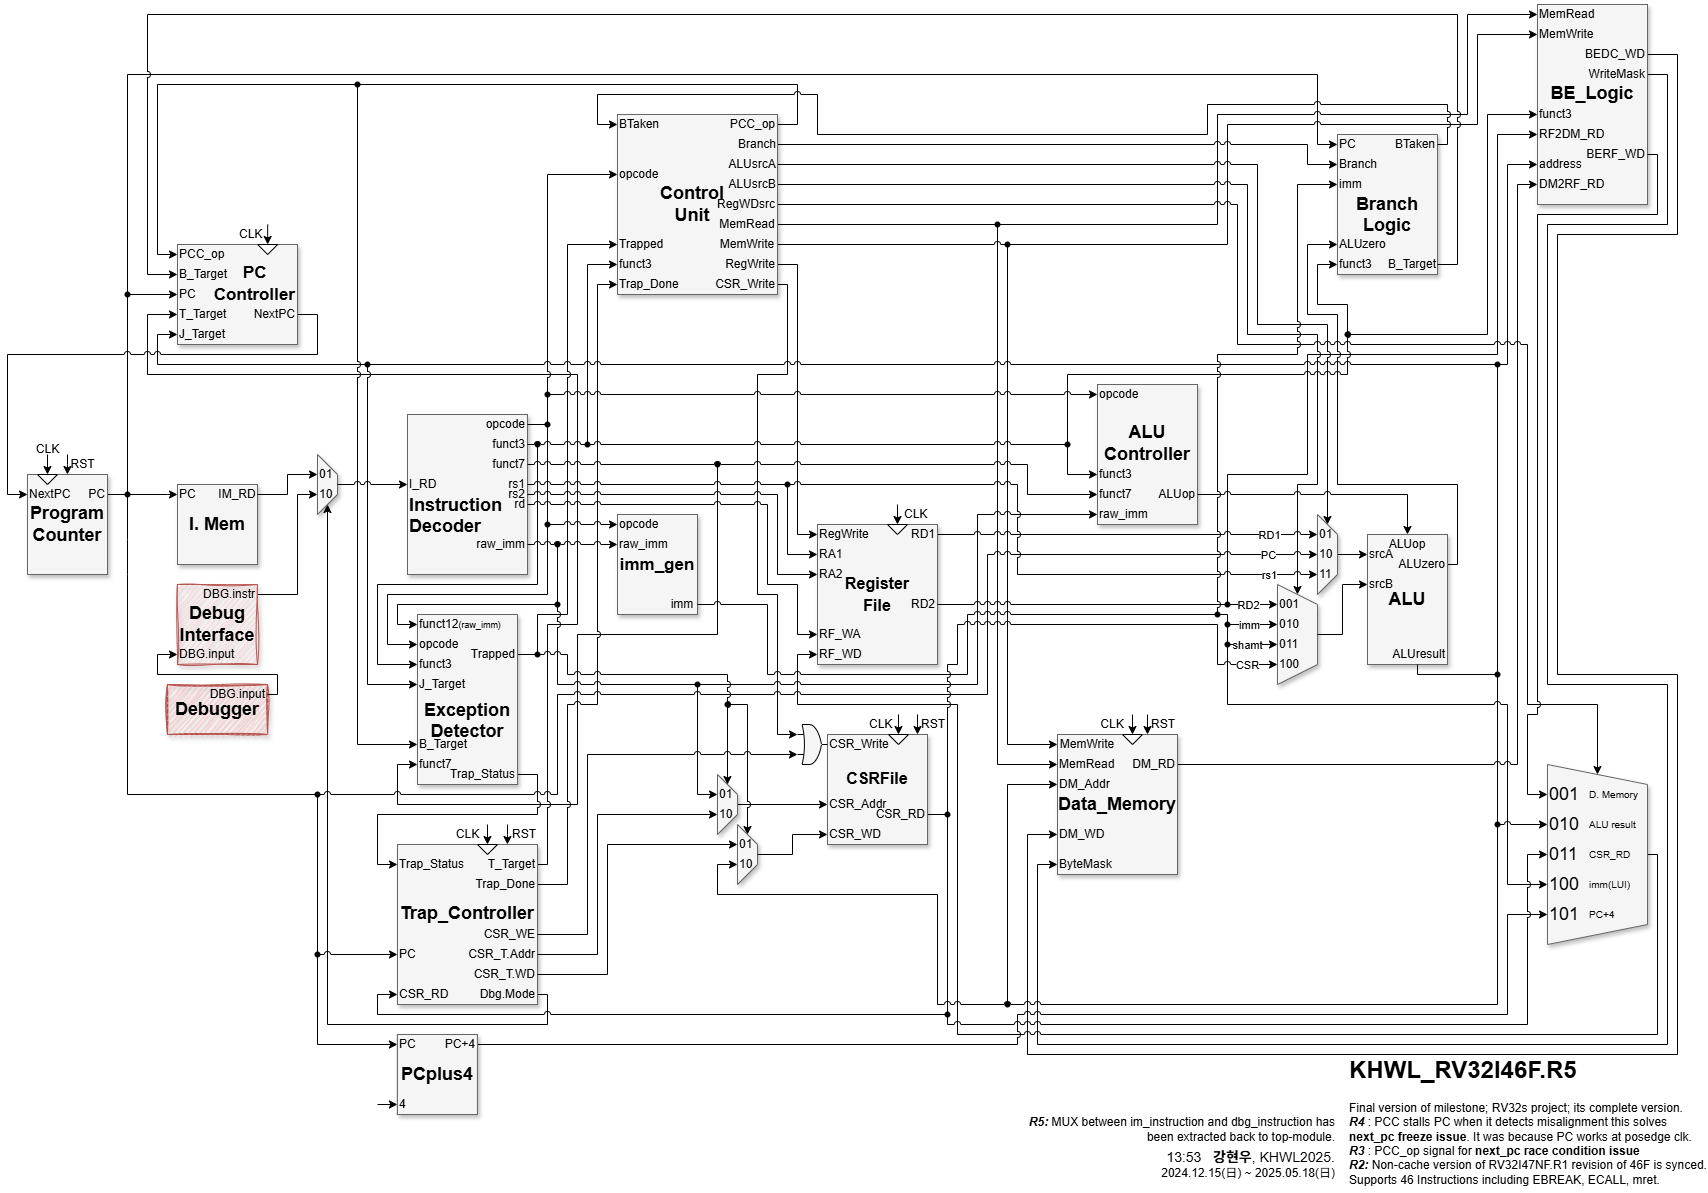 MemRead
MemWrite
BEDC_WD
WriteMask
BE_Logic
funct3
RF2DM_RD
BERF_WD
address
DM2RF_RD
BTaken
PCC_op
Branch
ALUsrcA
opcode
ALUsrcB
Control
Unit
RegWDsrc
MemRead
Trapped
MemWrite
funct3
RegWrite
Trap_Done
CSR_Write
PC
BTaken
Branch
imm
Branch
Logic
ALUzero
funct3
B_Target
CLK
PCC_op
PC
Controller
B_Target
PC
T_Target
NextPC
J_Target
CLK
RST
NextPC
PC
Program
Counter
PC
IM_RD
I. Mem
01
10
DBG.instr
Debug
Interface
DBG.input
DBG.input
Debugger
opcode
funct3
funct7
I_RD
rs1
rs2
rd
Instruction
Decoder
raw_imm
opcode
raw_imm
imm_gen
imm
opcode
ALU
Controller
funct3
funct7
ALUop
raw_imm
CLK
RegWrite
RD1
RA1
RA2
Register
File
RD2
RF_WA
RF_WD
RD1
01
PC
10
rs1
11
RD2
001
imm
010
shamt
011
CSR
100
ALUop
srcA
ALUzero
srcB
ALU
ALUresult
funct12(raw_imm)
opcode
Trapped
funct3
J_Target
Exception
Detector
B_Target
funct7
Trap_Status
CLK
RST
CSR_Write
CSRFile
CSR_Addr
CSR_RD
CSR_WD
01
10
01
10
CLK
RST
MemWrite
MemRead
DM_RD
DM_Addr
Data_Memory
DM_WD
ByteMask
001 D. Memory
010 ALU result
011 CSR_RD
100 imm(LUI)
101 PC+4
CLK
RST
Trap_Status
T_Target
Trap_Done
Trap_Controller
CSR_WE
PC
CSR_T.Addr
CSR_T.WD
CSR_RD
Dbg.Mode
PC
PC+4
PCplus4
4
KHWL_RV32I46F.R5
R5: MUX between im_instruction and dbg_instruction has
been extracted back to top-module.
13:53 강현우, KHWL2025.
2024.12.15(日) ~ 2025.05.18(日)
Final version of milestone; RV32s project; its complete version.
R4 : PCC stalls PC when it detects misalignment this solves
next_pc freeze issue. It was because PC works at posedge clk.
R3 : PCC_op signal for next_pc race condition issue
R2: Non-cache version of RV32I47NF.R1 revision of 46F is synced.
Supports 46 Instructions including EBREAK, ECALL, mret.